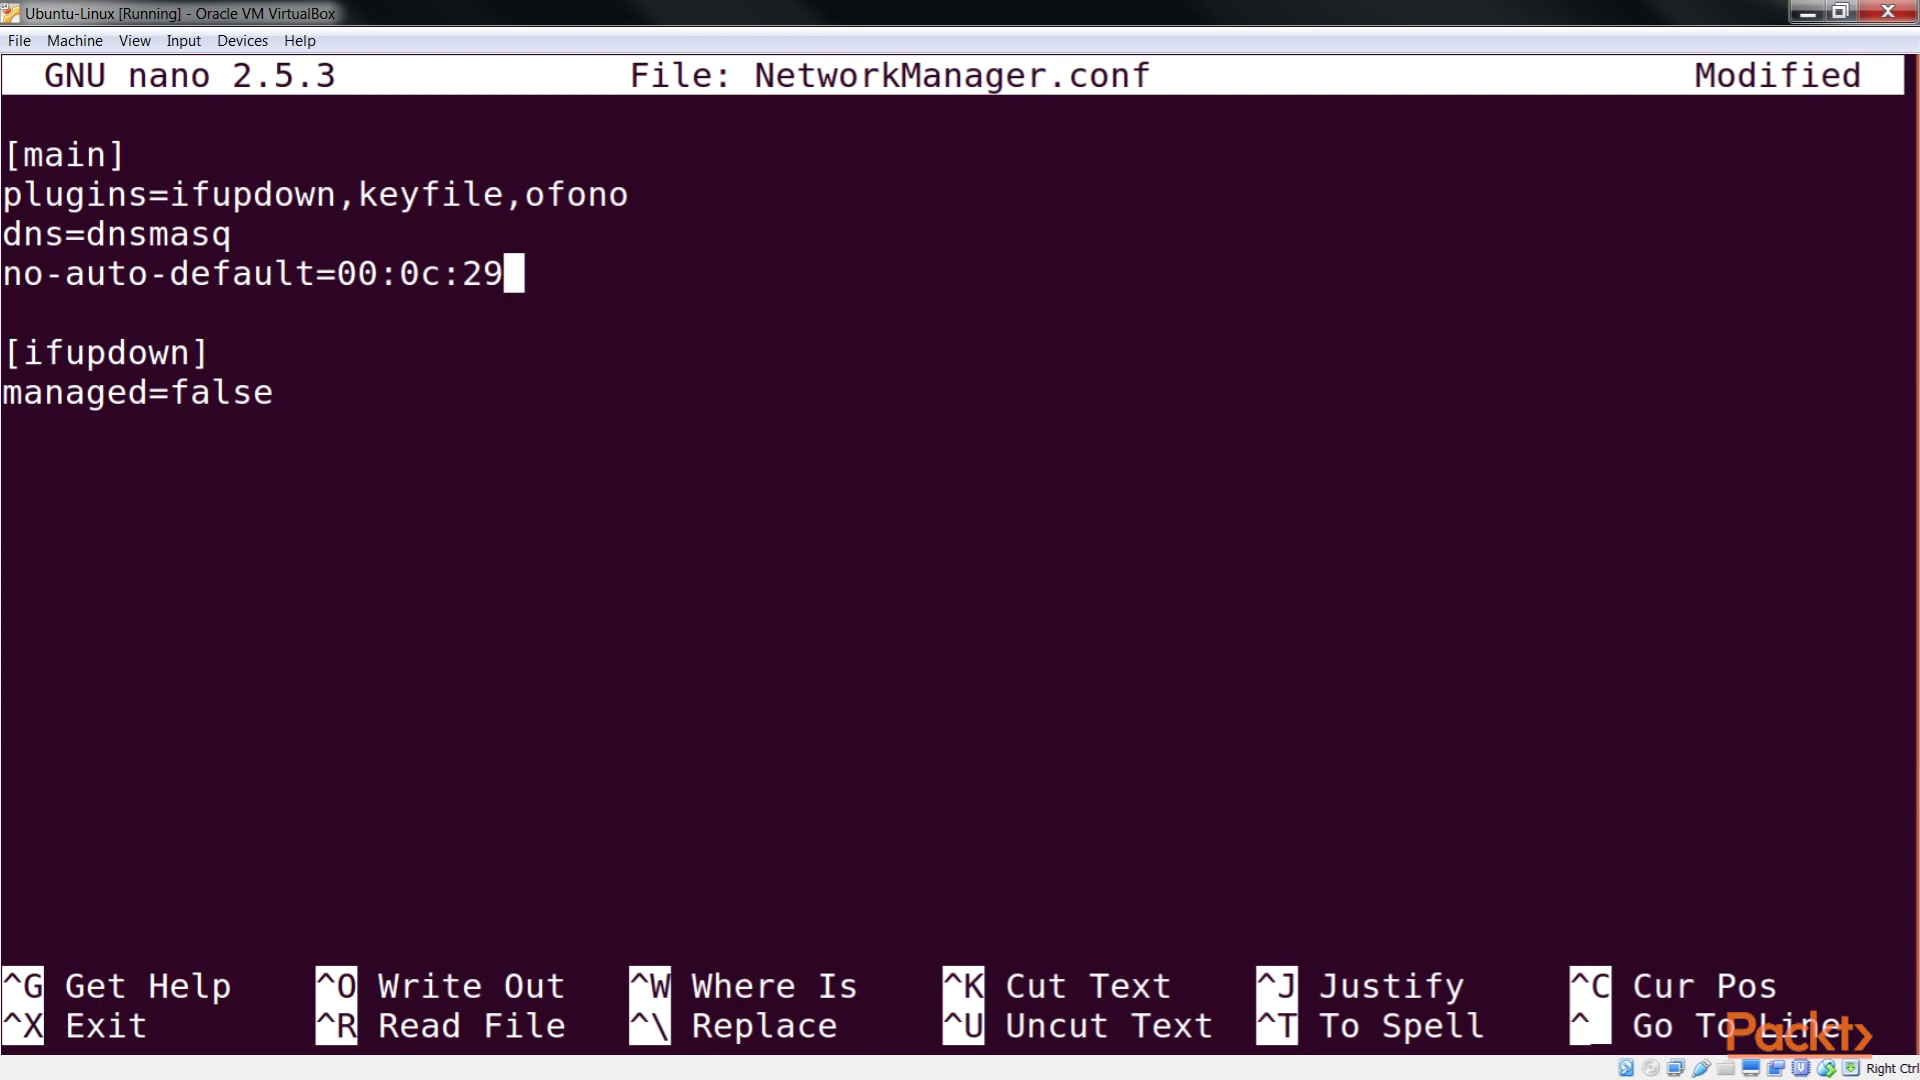 Ubuntu-Linux [Running] - Oracle VM VirtualBox
File Machine View Input Devices Help
GNU nano 2.5.3 File: NetworkManager.conf Modified
[main]
plugins=ifupdown,keyfile,ofono
dns=dnsmasq
no-auto-default=00:0c:29
[ifupdown]
managed=false
^G Get Help ^O Write Out ^W Where Is ^K Cut Text ^J Justify ^C Cur Pos
^X Exit ^R Read File ^\ Replace ^U Uncut Text ^T To Spell ^_ Go To Line
Packt>
Right Ctrl